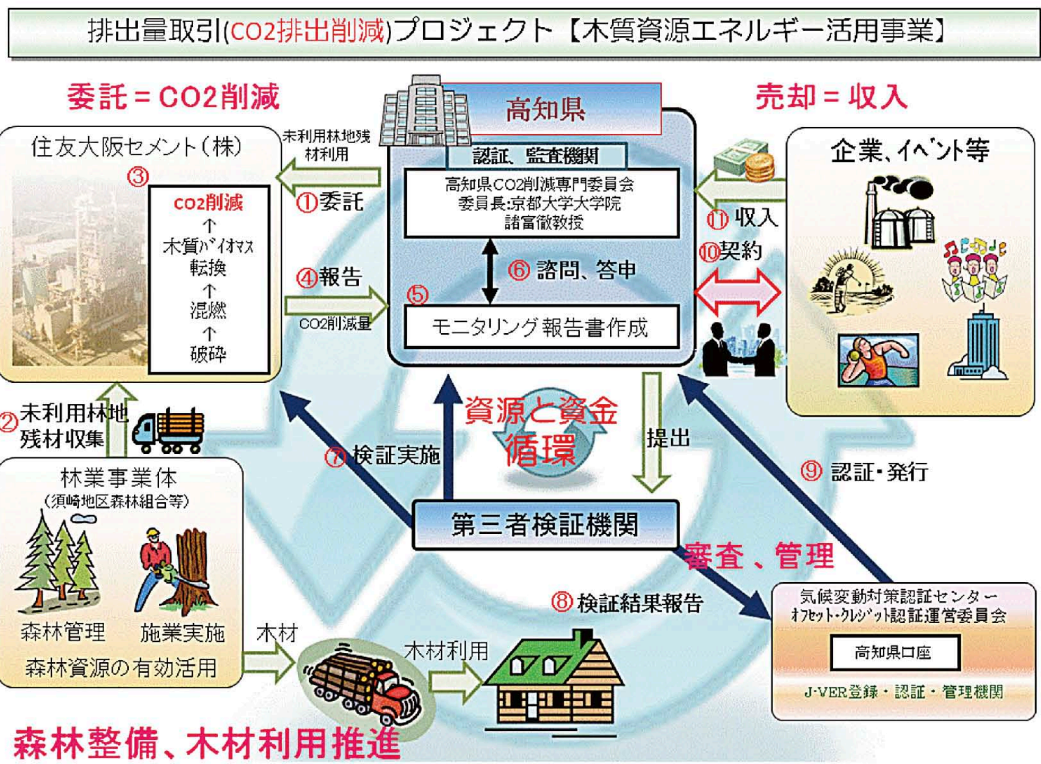 排出量取引(CO2排出削減)プロジェクト【木質資源エネルギー活用事業】
委託＝CO2削減
高知県
売却＝収入
住友大阪セメント(株)
③
CO2削減
↑
木質バイオマス
転換
↑
混燃
↑
破砕
未利用林地残
材利用
①委託
④報告
CO2削減量
認証、監査機関
高知県CO2削減専門委員会
委員長:京都大学大学院
諸富徹教授
⑥諮問、答申
⑤
モニタリング報告書作成
⑪収入
⑩契約
企業、イベント等
②未利用林地
残材収集
⑦検証実施
資源と資金
循環
提出
⑨認証・発行
林業事業体
(須崎地区森林組合等)
森林管理
施業実施
森林資源の有効活用
第三者検証機関
審査、管理
⑧検証結果報告
木材
木材利用
気候変動対策認証センター
オフセット・クレジット認証運営委員会
高知県口座
J-VER登録・認証・管理機関
森林整備、木材利用推進